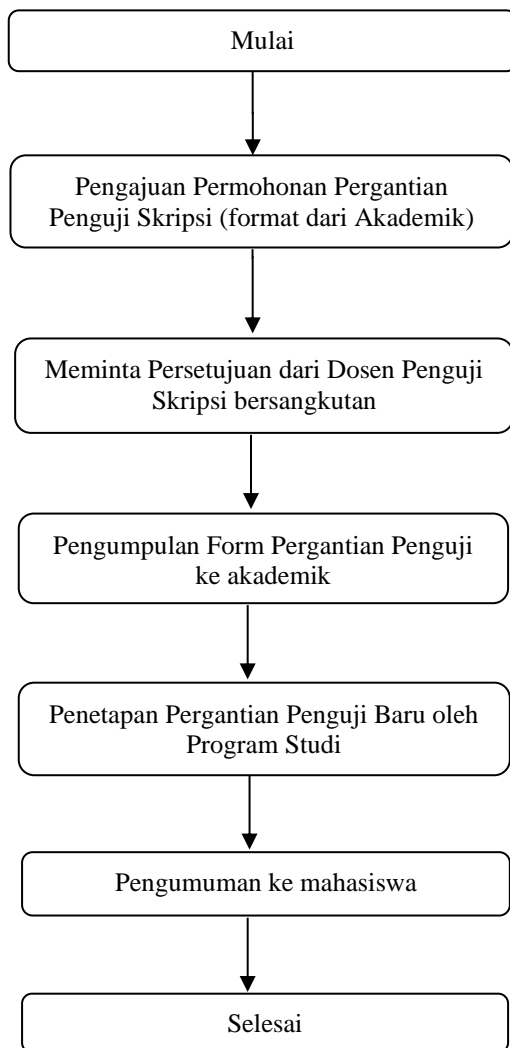 Mulai
Pengajuan Permohonan Pergantian
Penguji Skripsi (format dari Akademik)
Meminta Persetujuan dari Dosen Penguji
Skripsi bersangkutan
Pengumpulan Form Pergantian Penguji
ke akademik
Penetapan Pergantian Penguji Baru oleh
Program Studi
Pengumuman ke mahasiswa
Selesai